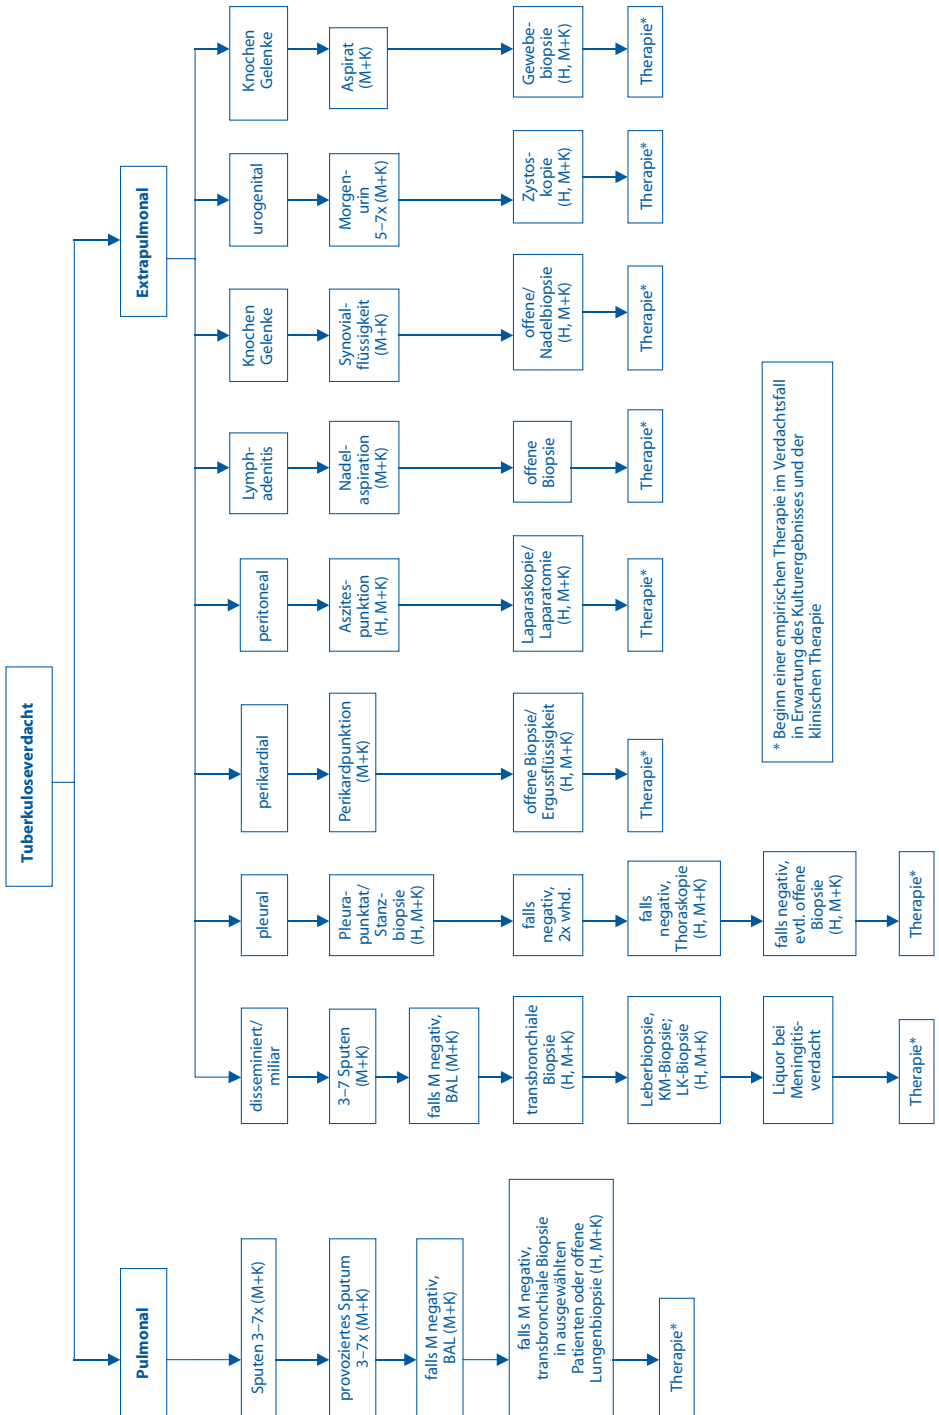 Tuberkuloseverdacht
Pulmonal
Extrapulmonal
Sputen 3–7x (M+K)
provoziertes Sputum
3–7x (M+K)
falls M negativ,
BAL (M+K)
falls M negativ,
transbronchiale Biopsie
in ausgewählten
Patienten oder offene
Lungenbiopsie (H, M+K)
Therapie*
disseminiert/
miliar
3–7 Sputen
(M+K)
falls M negativ,
BAL (M+K)
transbronchiale
Biopsie
(H, M+K)
Leberbiopsie,
KM-Biopsie;
LK-Biopsie
(H, M+K)
Liquor bei
Meningitis-
verdacht
Therapie*
pleural
Pleura-
punktat/
Stanz-
biopsie
(H, M+K)
falls
negativ,
2x whd.
falls
negativ,
Thoraskopie
(H, M+K)
falls negativ,
evtl. offene
Biopsie
(H, M+K)
Therapie*
perikardial
Perikardpunktion
(M+K)
offene Biopsie/
Ergussflüssigkeit
(H, M+K)
Therapie*
peritoneal
Aszites-
punktion
(H, M+K)
Laparaskopie/
Laparatomie
(H, M+K)
Therapie*
Lymph-
adenitis
Nadel-
aspiration
(M+K)
offene
Biopsie
Therapie*
Knochen
Gelenke
Synovial-
flüssigkeit
(M+K)
offene/
Nadelbiopsie
(H, M+K)
Therapie*
urogenital
Morgen-
urin
5–7x (M+K)
Zystos-
kopie
(H, M+K)
Therapie*
Knochen
Gelenke
Aspirat
(M+K)
Gewebe-
biopsie
(H, M+K)
Therapie*
* Beginn einer empirischen Therapie im Verdachtsfall
in Erwartung des Kulturergebnisses und der
klinischen Therapie